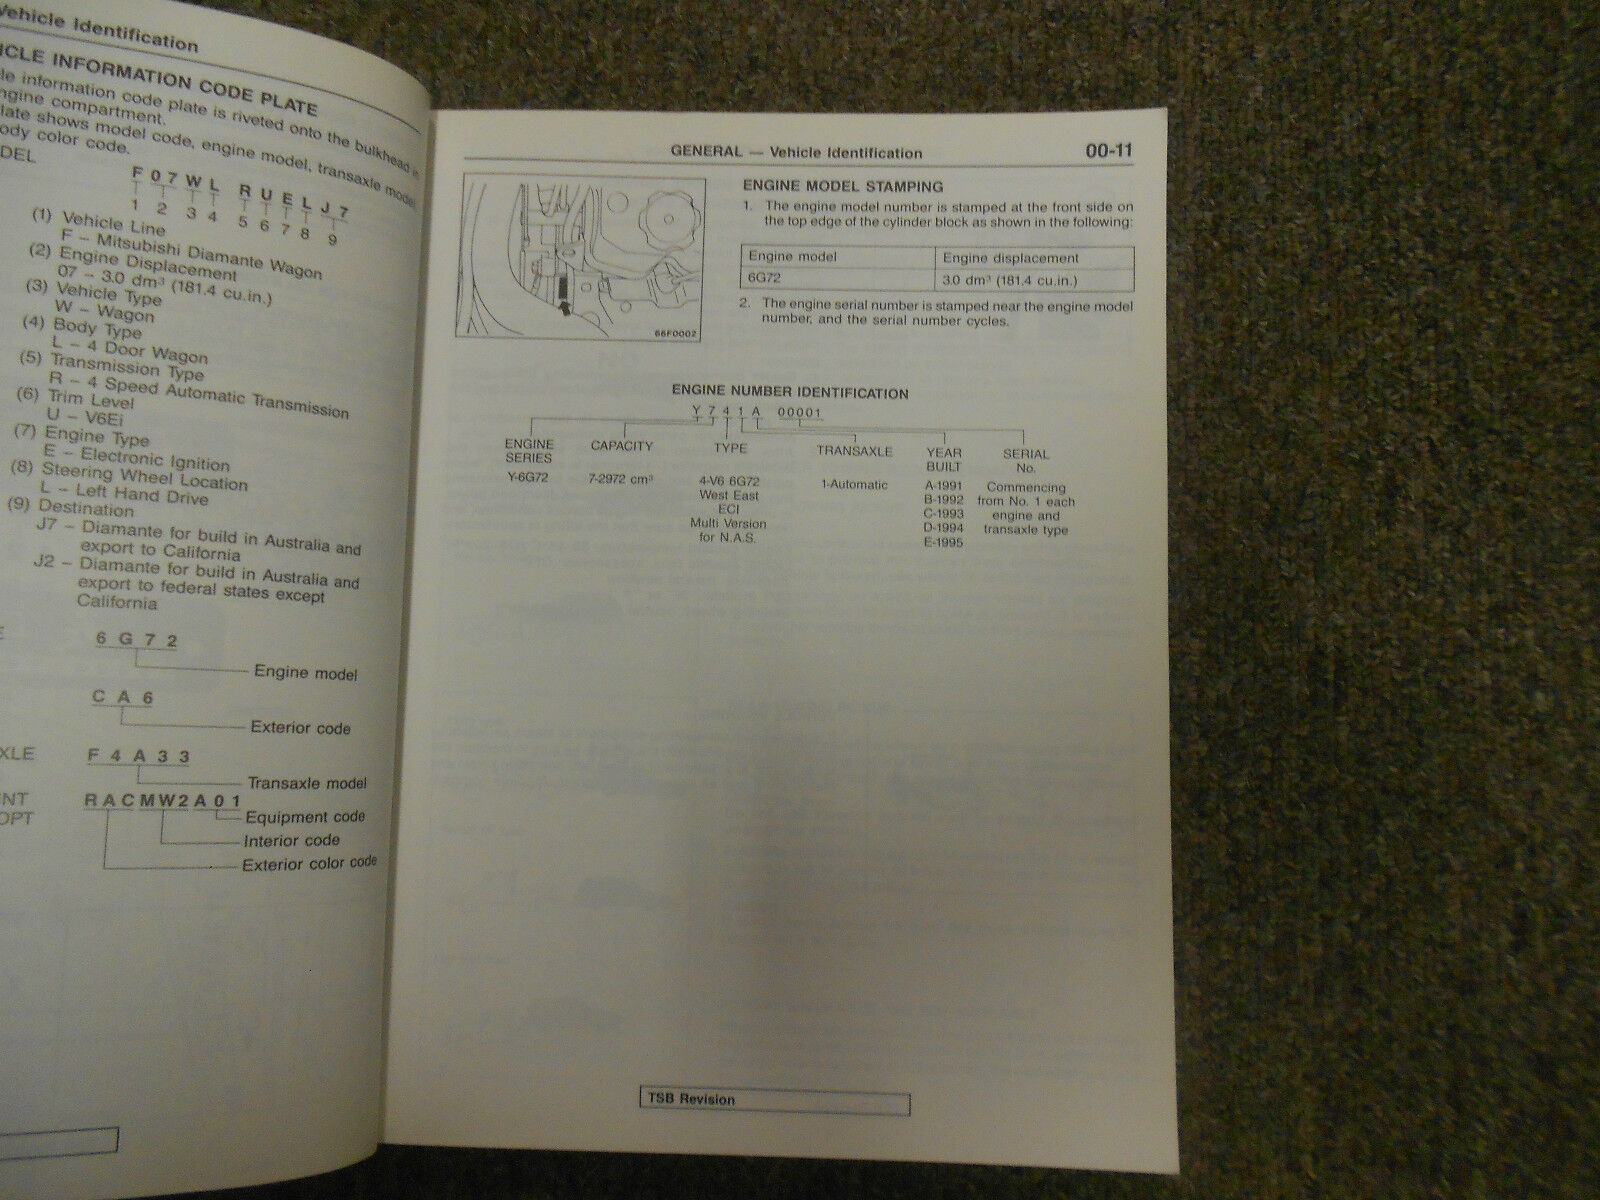 Vehicle Identification
VEHICLE INFORMATION CODE PLATE
information code plate is riveted onto the bulkhead in
engine compartment.
plate shows model code, engine model, transaxle model,
body color code.
F 0 7 W L R U E L J 7
1 2 3 4 5 6 7 8 9
(1) Vehicle Line
F – Mitsubishi Diamante Wagon
(2) Engine Displacement
07 – 3.0 dm³ (181.4 cu.in.)
(3) Vehicle Type
W – Wagon
(4) Body Type
L – 4 Door Wagon
(5) Transmission Type
R – 4 Speed Automatic Transmission
(6) Trim Level
U – V6Ei
(7) Engine Type
E – Electronic Ignition
(8) Steering Wheel Location
L – Left Hand Drive
(9) Destination
J7 – Diamante for build in Australia and
export to California
J2 – Diamante for build in Australia and
export to federal states except
California
6 G 7 2
Engine model
C A 6
Exterior code
XLE F 4 A 3 3
Transaxle model
INT R A C M W 2 A 0 1
OPT Equipment code
Interior code
Exterior color code
GENERAL — Vehicle Identification 00-11
66F0002
ENGINE MODEL STAMPING
1. The engine model number is stamped at the front side on
the top edge of the cylinder block as shown in the following:
Engine model Engine displacement
6G72 3.0 dm³ (181.4 cu.in.)
2. The engine serial number is stamped near the engine model
number, and the serial number cycles.
ENGINE NUMBER IDENTIFICATION
Y 7 4 1 A 00001
ENGINE SERIES CAPACITY TYPE TRANSAXLE YEAR BUILT SERIAL No.
Y-6G72 7-2972 cm³ 4-V6 6G72 1-Automatic A-1991 Commencing
West East B-1992 from No. 1 each
ECI C-1993 engine and
Multi Version D-1994 transaxle type
for N.A.S. E-1995
TSB Revision